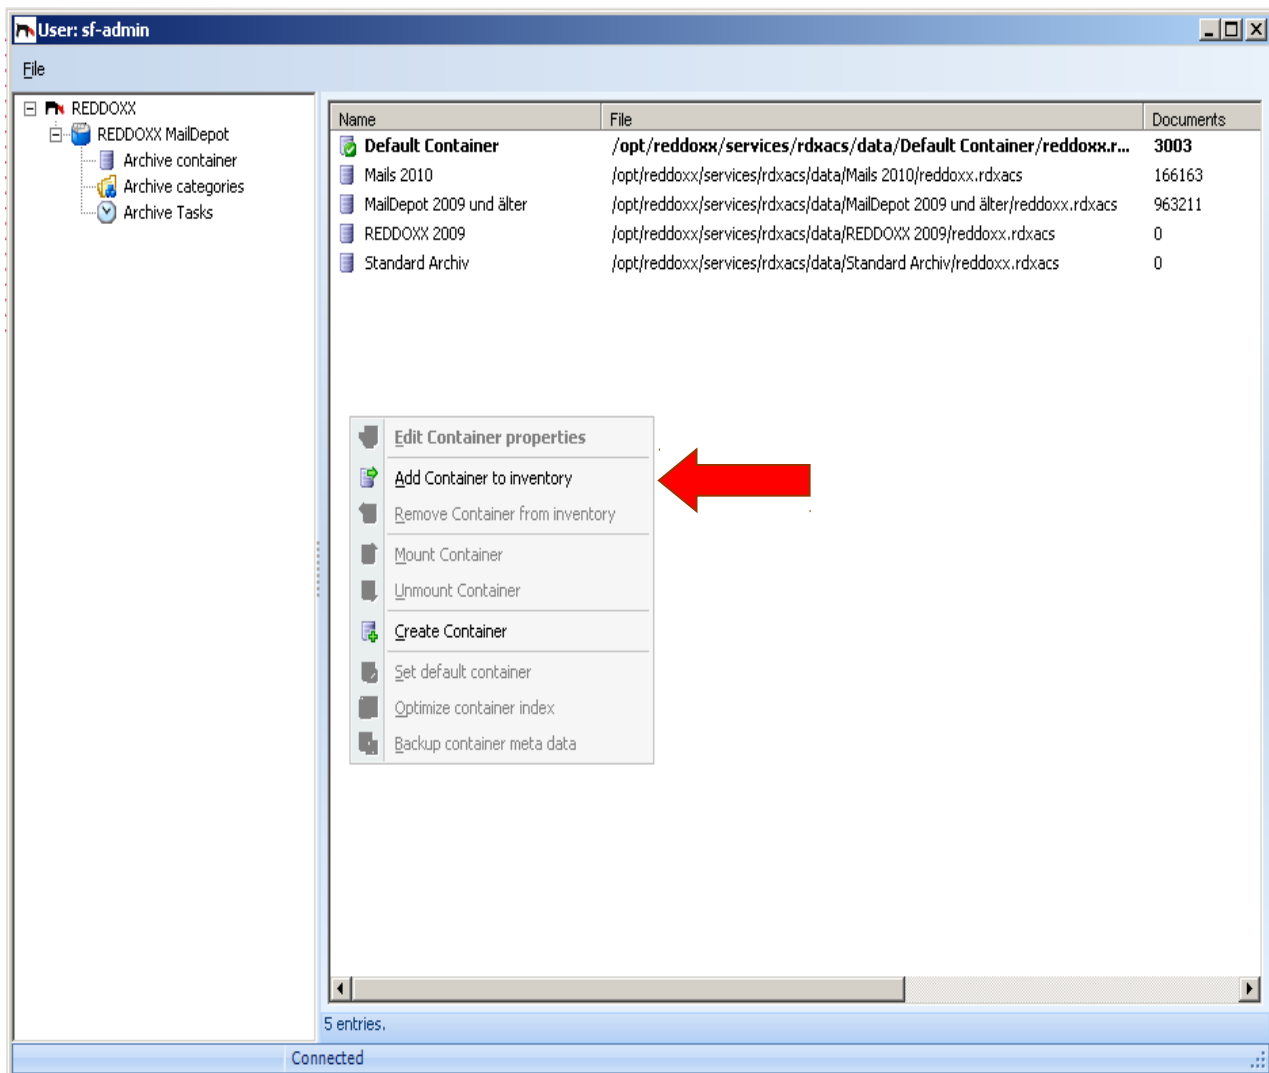 User: sf-admin
File
REDDOXX
REDDOXX MailDepot
Archive container
Archive categories
Archive Tasks
Name File Documents
Default Container /opt/reddoxx/services/rdxacs/data/Default Container/reddoxx.r... 3003
Mails 2010 /opt/reddoxx/services/rdxacs/data/Mails 2010/reddoxx.rdxacs 166163
MailDepot 2009 und älter /opt/reddoxx/services/rdxacs/data/MailDepot 2009 und älter/reddoxx.rdxacs 963211
REDDOXX 2009 /opt/reddoxx/services/rdxacs/data/REDDOXX 2009/reddoxx.rdxacs 0
Standard Archiv /opt/reddoxx/services/rdxacs/data/Standard Archiv/reddoxx.rdxacs 0
Edit Container properties
Add Container to inventory
Remove Container from inventory
Mount Container
Unmount Container
Create Container
Set default container
Optimize container index
Backup container meta data
5 entries.
Connected